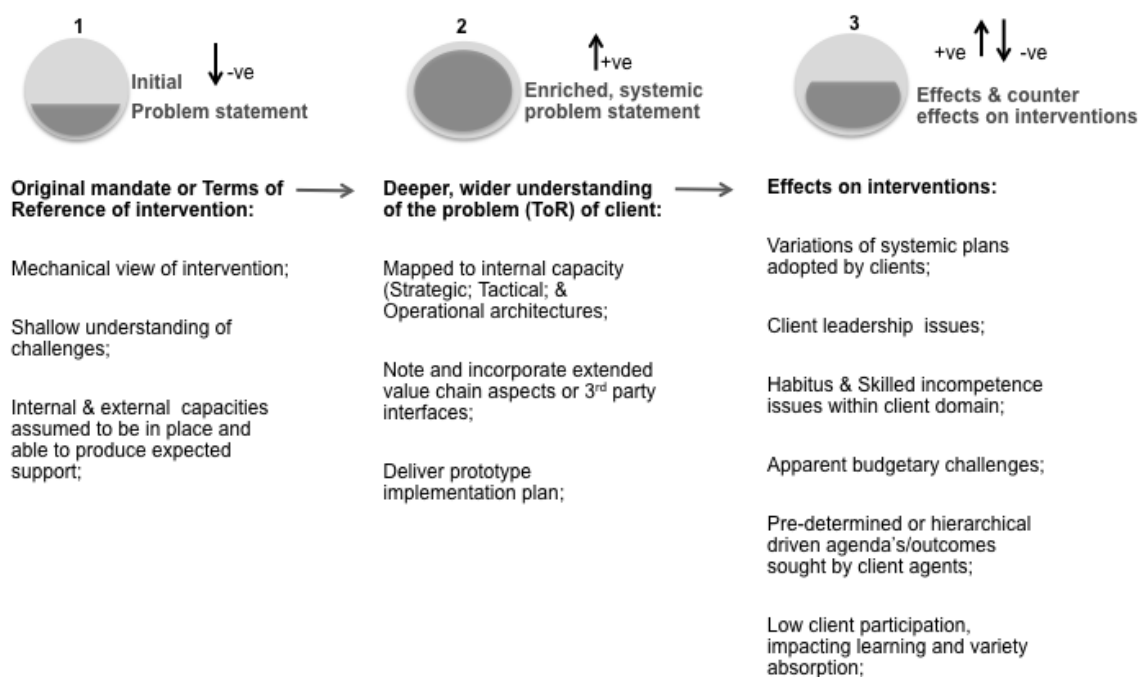 1
-ve
Initial
Problem statement
2
+ve
Enriched, systemic
problem statement
3
+ve
-ve
Effects & counter
effects on interventions
Original mandate or Terms of
Reference of intervention:
Mechanical view of intervention;
Shallow understanding of
challenges;
Internal & external capacities
assumed to be in place and
able to produce expected
support;
Deeper, wider understanding
of the problem (ToR) of client:
Mapped to internal capacity
(Strategic; Tactical; &
Operational architectures;
Note and incorporate extended
value chain aspects or 3rd party
interfaces;
Deliver prototype
implementation plan;
Effects on interventions:
Variations of systemic plans
adopted by clients;
Client leadership issues;
Habitus & Skilled incompetence
issues within client domain;
Apparent budgetary challenges;
Pre-determined or hierarchical
driven agenda's/outcomes
sought by client agents;
Low client participation,
impacting learning and variety
absorption;